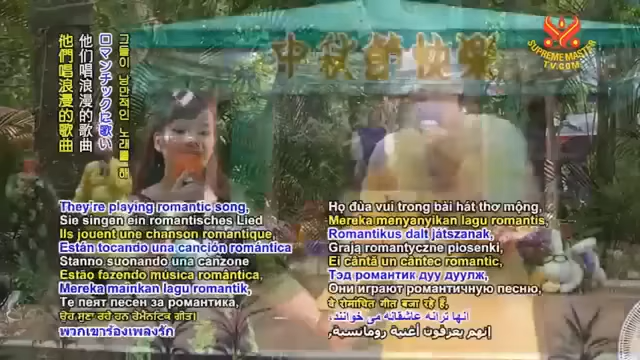 中秋節快樂
SUPREME MASTER
TV.COM
그들이 낭만적인 노래를 해
ロマンチックに歌い
他们唱浪漫的歌曲
他們唱浪漫的歌曲
They're playing romantic song,
Sie singen ein romantisches Lied
Ils jouent une chanson romantique,
Están tocando una canción romántica
Stanno suonando una canzone
Estão fazendo música romântica,
Mereka mainkan lagu romantik,
Те пеят песен за романтика,
ਓਹ ਸੁਣਾ ਰਹੇ ਹਨ ਰੋਮੈਨਟਿਕ ਗੀਤ।
พวกเขาร้องเพลงรัก
Họ đùa vui trong bài hát thơ mộng,
Mereka menyanyikan lagu romantis,
Romantikus dalt játszanak,
Grają romantyczne piosenki,
Ei cântă un cântec romantic,
Тэд романтик дуу дуулж,
Они играют романтичную песню,
वे रोमांचित गीत बजा रहे हैं,
آنها ترانه عاشقانه می خوانند،
إنهم يعزفون أغنية رومانسية,